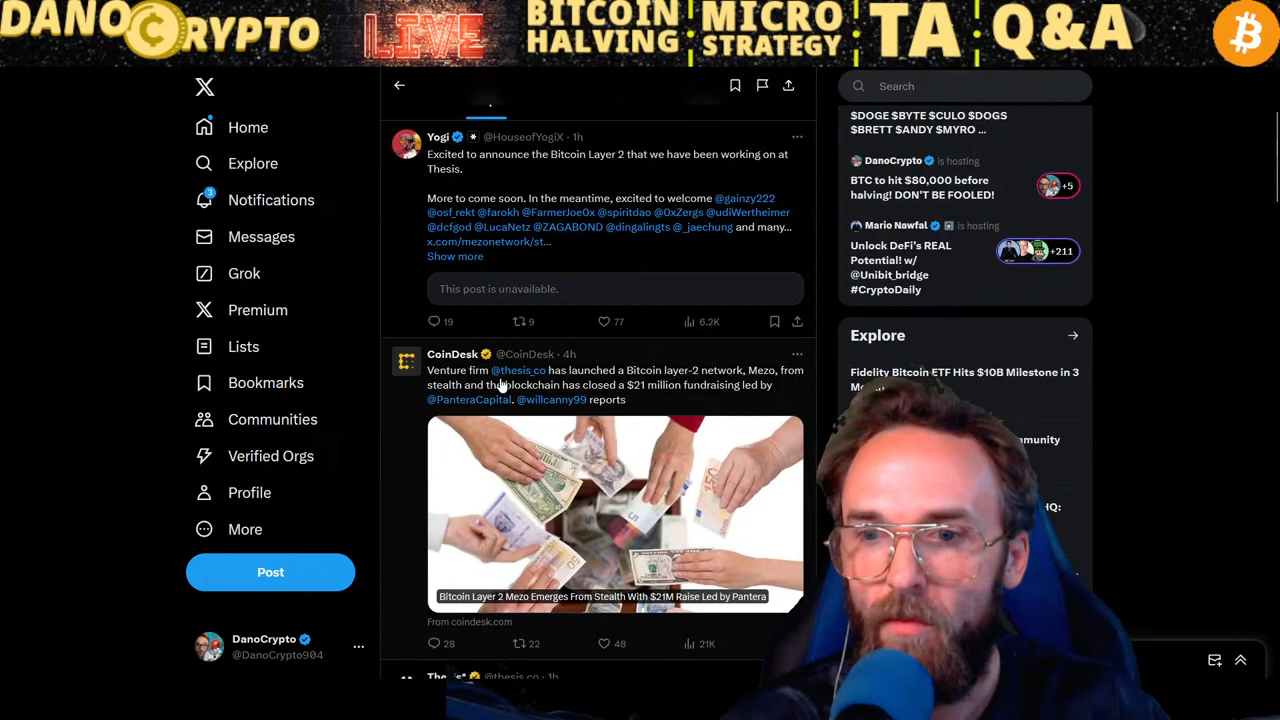 DANO CRYPTO
LIVE
BITCOIN
HALVING
MICRO
STRATEGY
TA
Q&A
Home
Explore
3
Notifications
Messages
Grok
Premium
Lists
Bookmarks
Communities
Verified Orgs
Profile
More
Post
DanoCrypto
@DanoCrypto904
Yogi @HouseofYogiX · 1h
Excited to announce the Bitcoin Layer 2 that we have been working on at
Thesis.
More to come soon. In the meantime, excited to welcome @gainzy222
@osf_rekt @farokh @FarmerJoe0x @spiritdao @0xZergs @udiWertheimer
@dcfgod @LucaNetz @ZAGABOND @dingalingts @_jaechung and many...
x.com/mezonetwork/st...
Show more
This post is unavailable.
19 9 77 6.2K
CoinDesk @CoinDesk · 4h
Venture firm @thesis_co has launched a Bitcoin layer-2 network, Mezo, from
stealth and the blockchain has closed a $21 million fundraising led by
@PanteraCapital. @willcanny99 reports
Bitcoin Layer 2 Mezo Emerges From Stealth With $21M Raise Led by Pantera
From coindesk.com
28 22 48 21K
@thesis_co · 1h
Search
$DOGE $BYTE $CULO $DOGS
$BRETT $ANDY $MYRO ...
DanoCrypto is hosting
BTC to hit $80,000 before
halving! DON'T BE FOOLED!
+5
Mario Nawfal is hosting
Unlock DeFi's REAL
Potential! w/
@Unibit_bridge
#CryptoDaily
+211
Explore
Fidelity Bitcoin ETF Hits $10B Milestone in 3